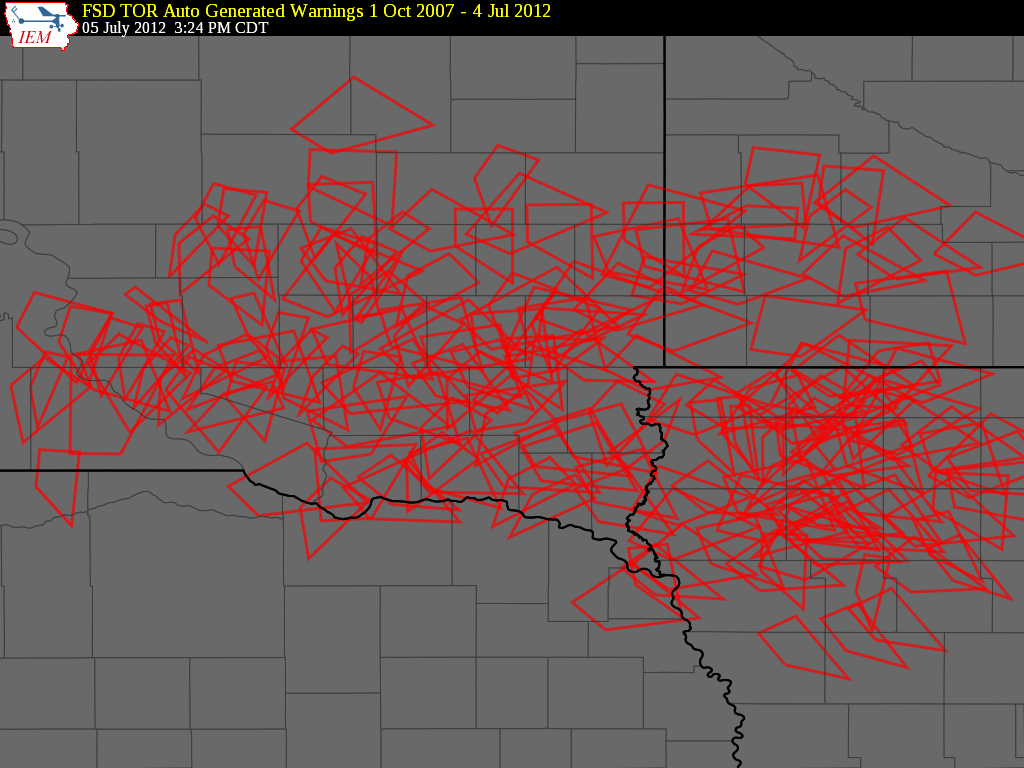 FSD TOR Auto Generated Warnings 1 Oct 2007 - 4 Jul 2012
05 July 2012 3:24 PM CDT
IEM